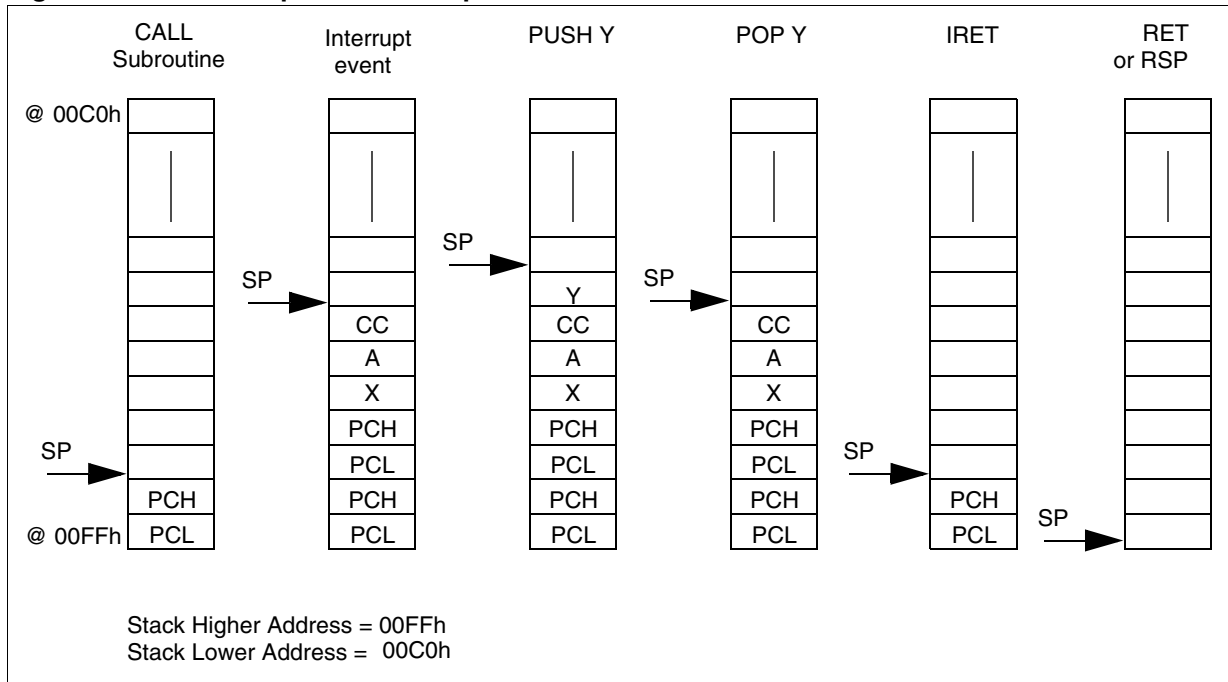 CALL
Subroutine
Interrupt
event
PUSH Y
POP Y
IRET
RET
or RSP
@ 00C0h
SP
SP
SP
SP
SP
SP
Y
CC
CC
CC
A
A
A
X
X
X
PCH
PCH
PCH
PCL
PCL
PCL
PCH
PCH
PCH
PCH
PCH
@ 00FFh
PCL
PCL
PCL
PCL
PCL
Stack Higher Address = 00FFh
Stack Lower Address = 00C0h